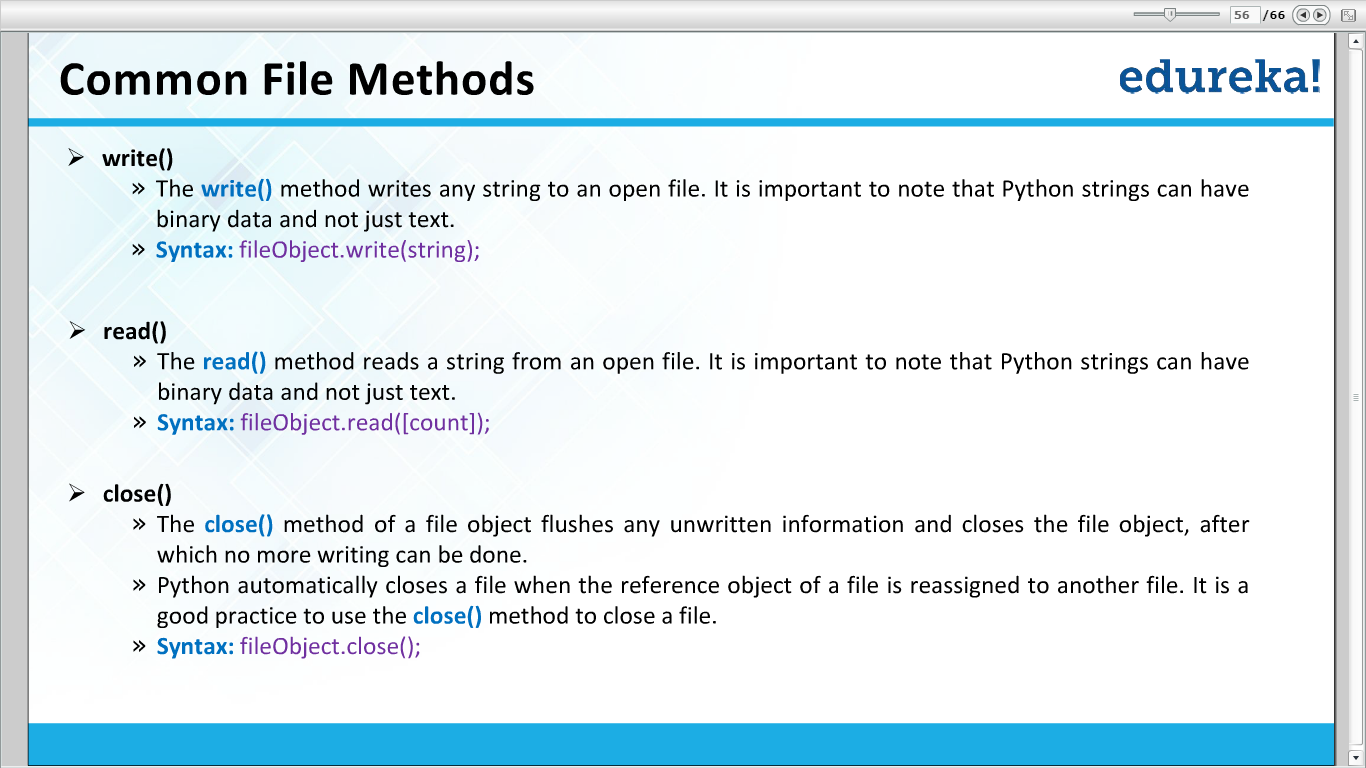 56 /66
Common File Methods
edureka!
➢ write()
» The write() method writes any string to an open file. It is important to note that Python strings can have
binary data and not just text.
» Syntax: fileObject.write(string);
➢ read()
» The read() method reads a string from an open file. It is important to note that Python strings can have
binary data and not just text.
» Syntax: fileObject.read([count]);
➢ close()
» The close() method of a file object flushes any unwritten information and closes the file object, after
which no more writing can be done.
» Python automatically closes a file when the reference object of a file is reassigned to another file. It is a
good practice to use the close() method to close a file.
» Syntax: fileObject.close();